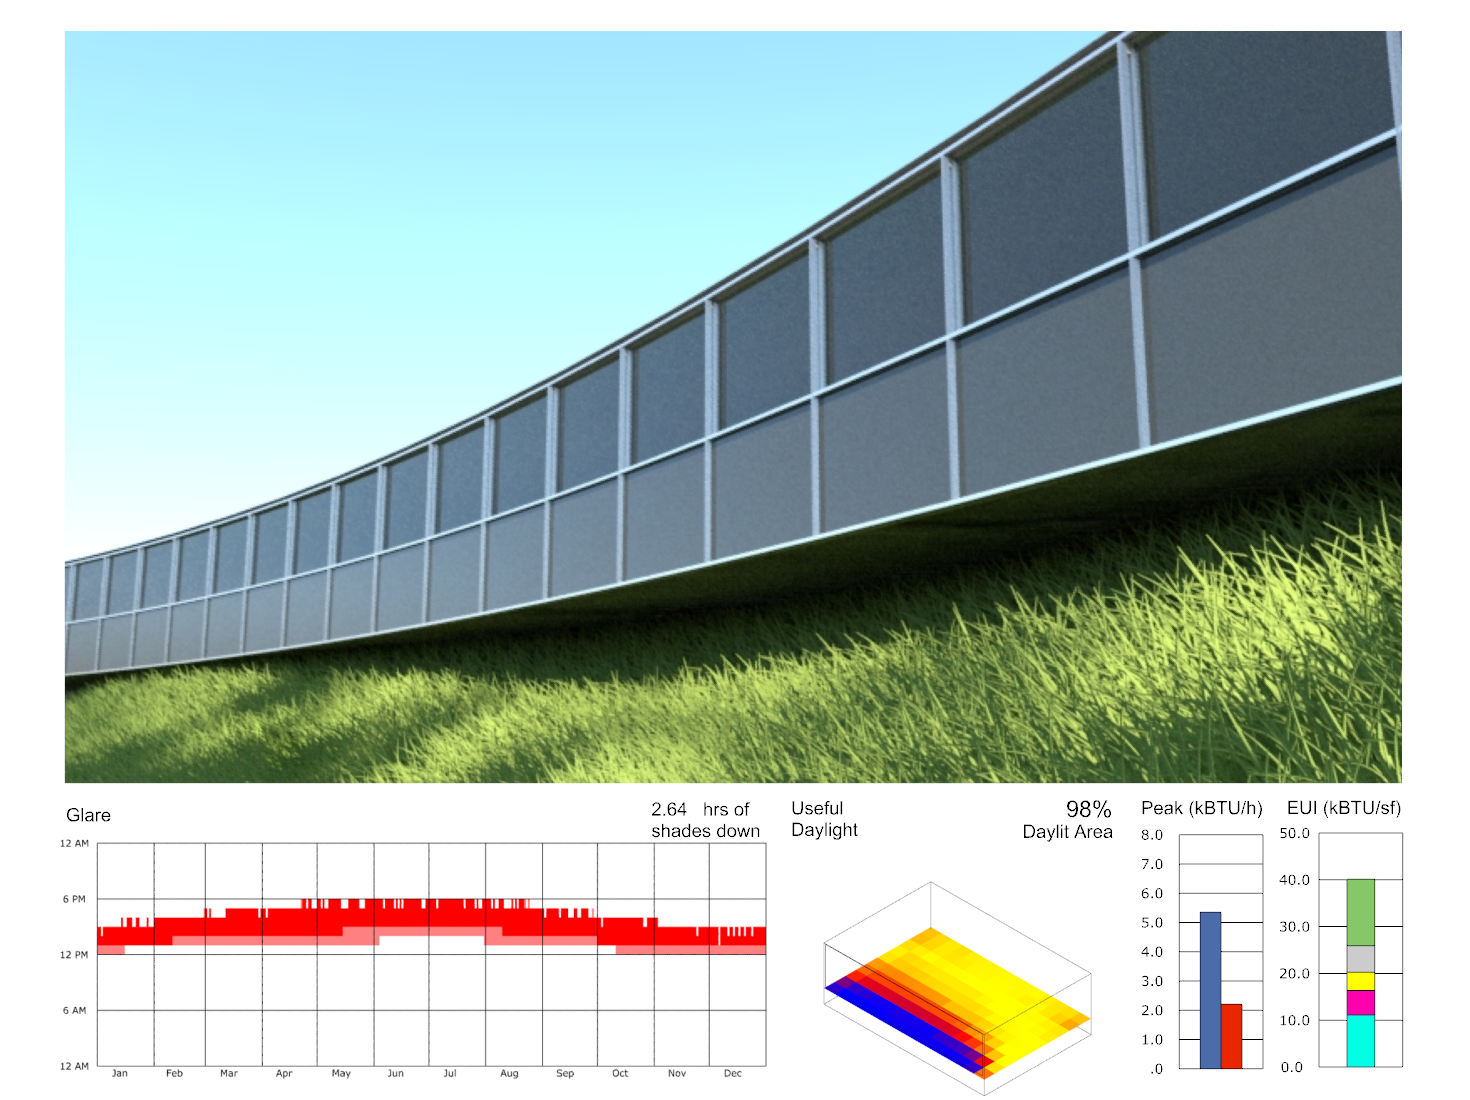 Glare
2.64 hrs of
shades down
12 AM
6 PM
12 PM
6 AM
12 AM
Jan Feb Mar Apr May Jun Jul Aug Sep Oct Nov Dec
Useful
Daylight
98%
Daylit Area
Peak (kBTU/h)
8.0
7.0
6.0
5.0
4.0
3.0
2.0
1.0
.0
EUI (kBTU/sf)
50.0
40.0
30.0
20.0
10.0
0.0